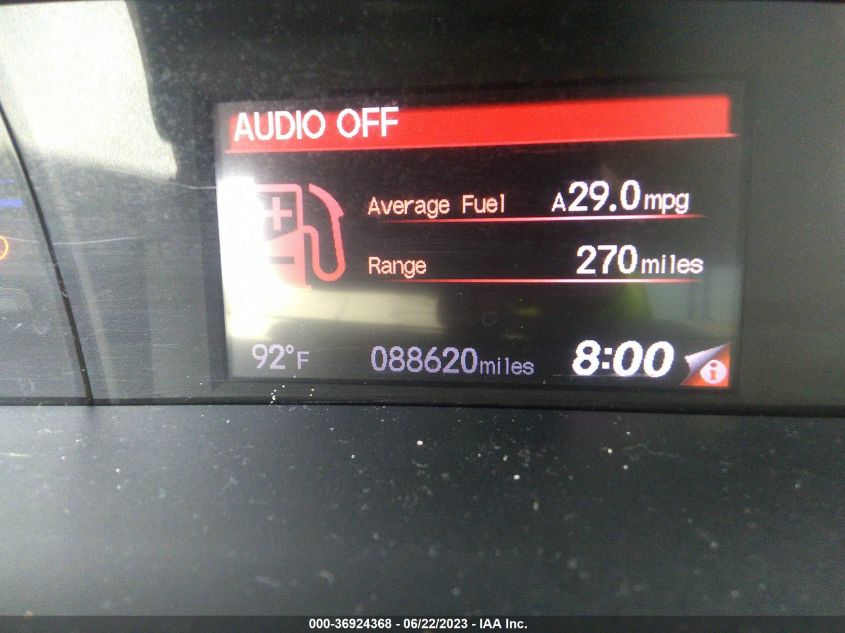 AUDIO OFF
Average Fuel A29.0mpg
Range 270miles
92°F 088620miles 8:00 i
000-36924368 - 06/22/2023 - IAA Inc.